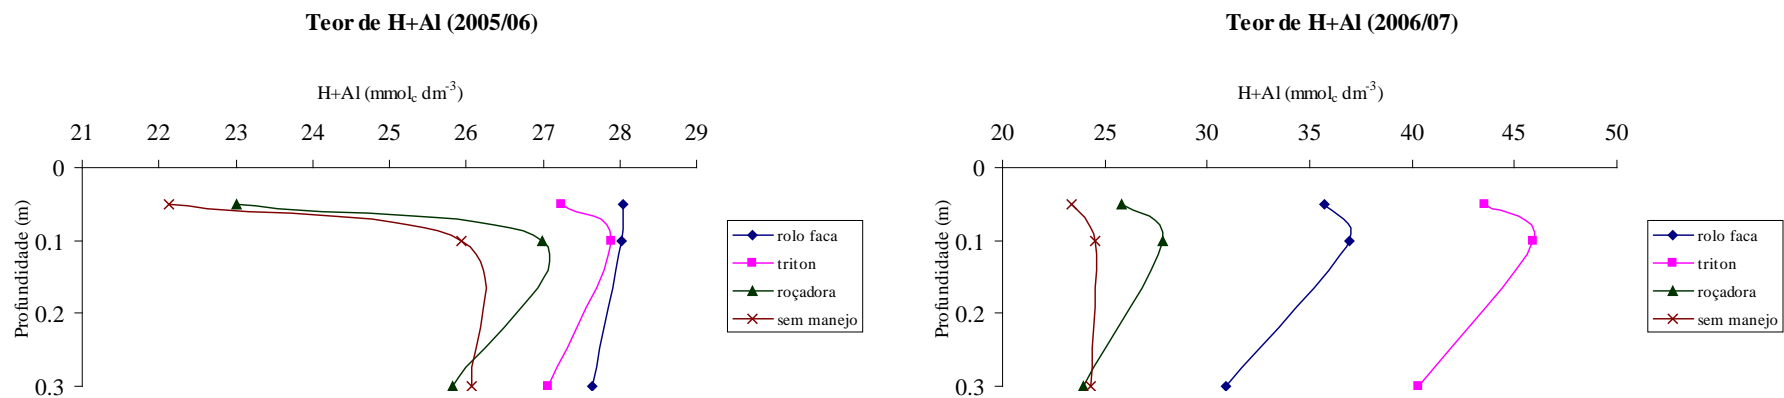 Teor de H+Al (2005/06)
H+Al (mmolc dm-3)
21 22 23 24 25 26 27 28 29
0
0.1
0.2
0.3
Profundidade (m)
rolo faca
triton
roçadora
sem manejo
Teor de H+Al (2006/07)
H+Al (mmolc dm-3)
20 25 30 35 40 45 50
0
0.1
0.2
0.3
Profundidade (m)
rolo faca
triton
roçadora
sem manejo